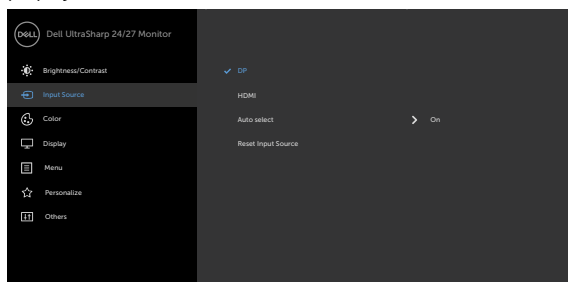 DELL Dell UltraSharp 24/27 Monitor
Brightness/Contrast
DP
Input Source
HDMI
Color
Auto select
On
Display
Reset Input Source
Menu
Personalize
Others